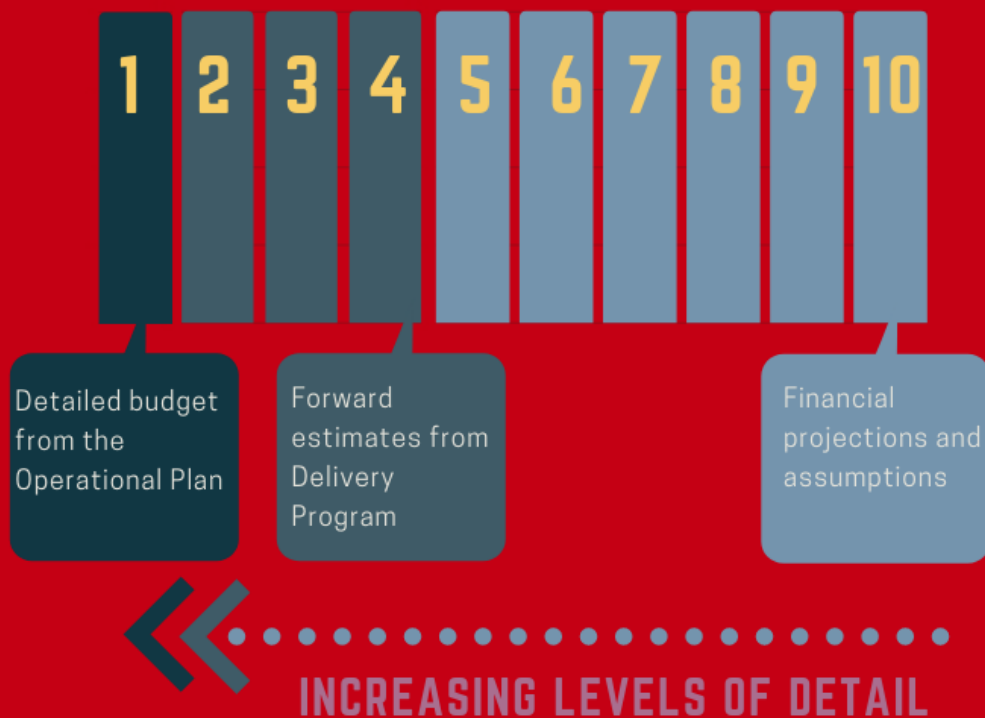 1 2 3 4 5 6 7 8 9 10
Detailed budget
from the
Operational Plan
Forward
estimates from
Delivery
Program
Financial
projections and
assumptions
INCREASING LEVELS OF DETAIL